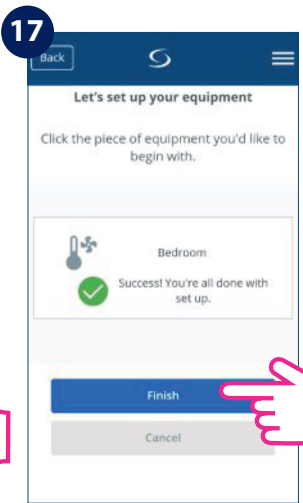 17
Back
Let's set up your equipment
Click the piece of equipment you'd like to
begin with.
Bedroom
Success! You're all done with
set up.
Finish
Cancel